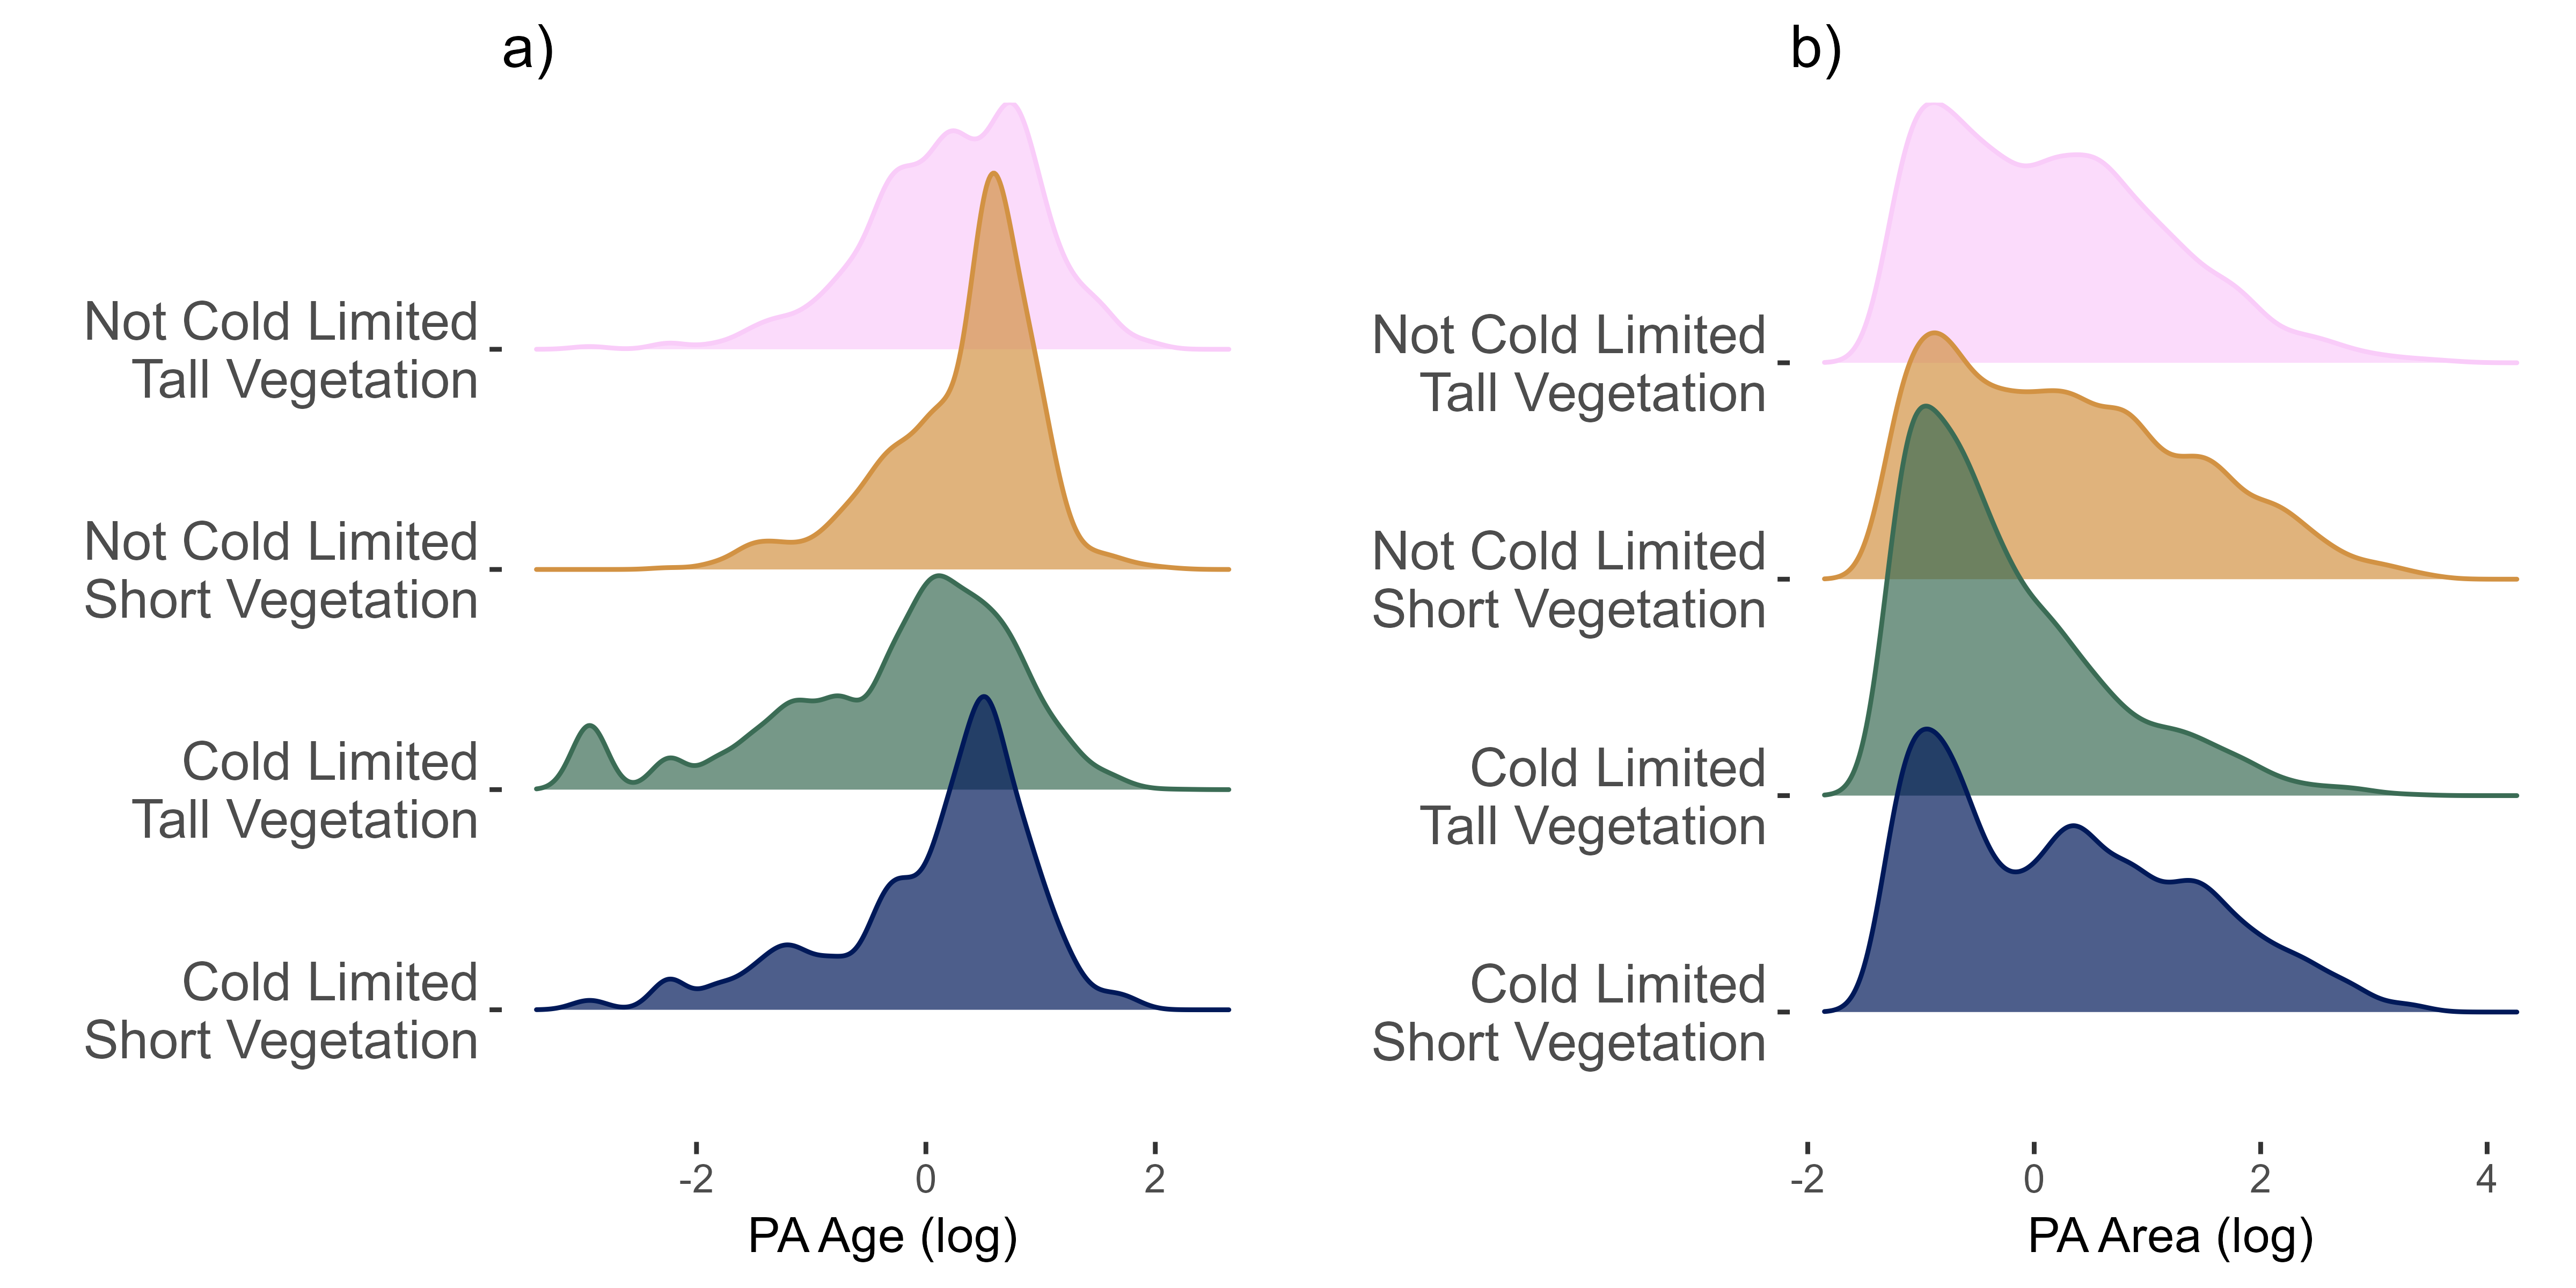 a)
Not Cold Limited
Tall Vegetation
Not Cold Limited
Short Vegetation
Cold Limited
Tall Vegetation
Cold Limited
Short Vegetation
-2 0 2
PA Age (log)
b)
Not Cold Limited
Tall Vegetation
Not Cold Limited
Short Vegetation
Cold Limited
Tall Vegetation
Cold Limited
Short Vegetation
-2 0 2 4
PA Area (log)